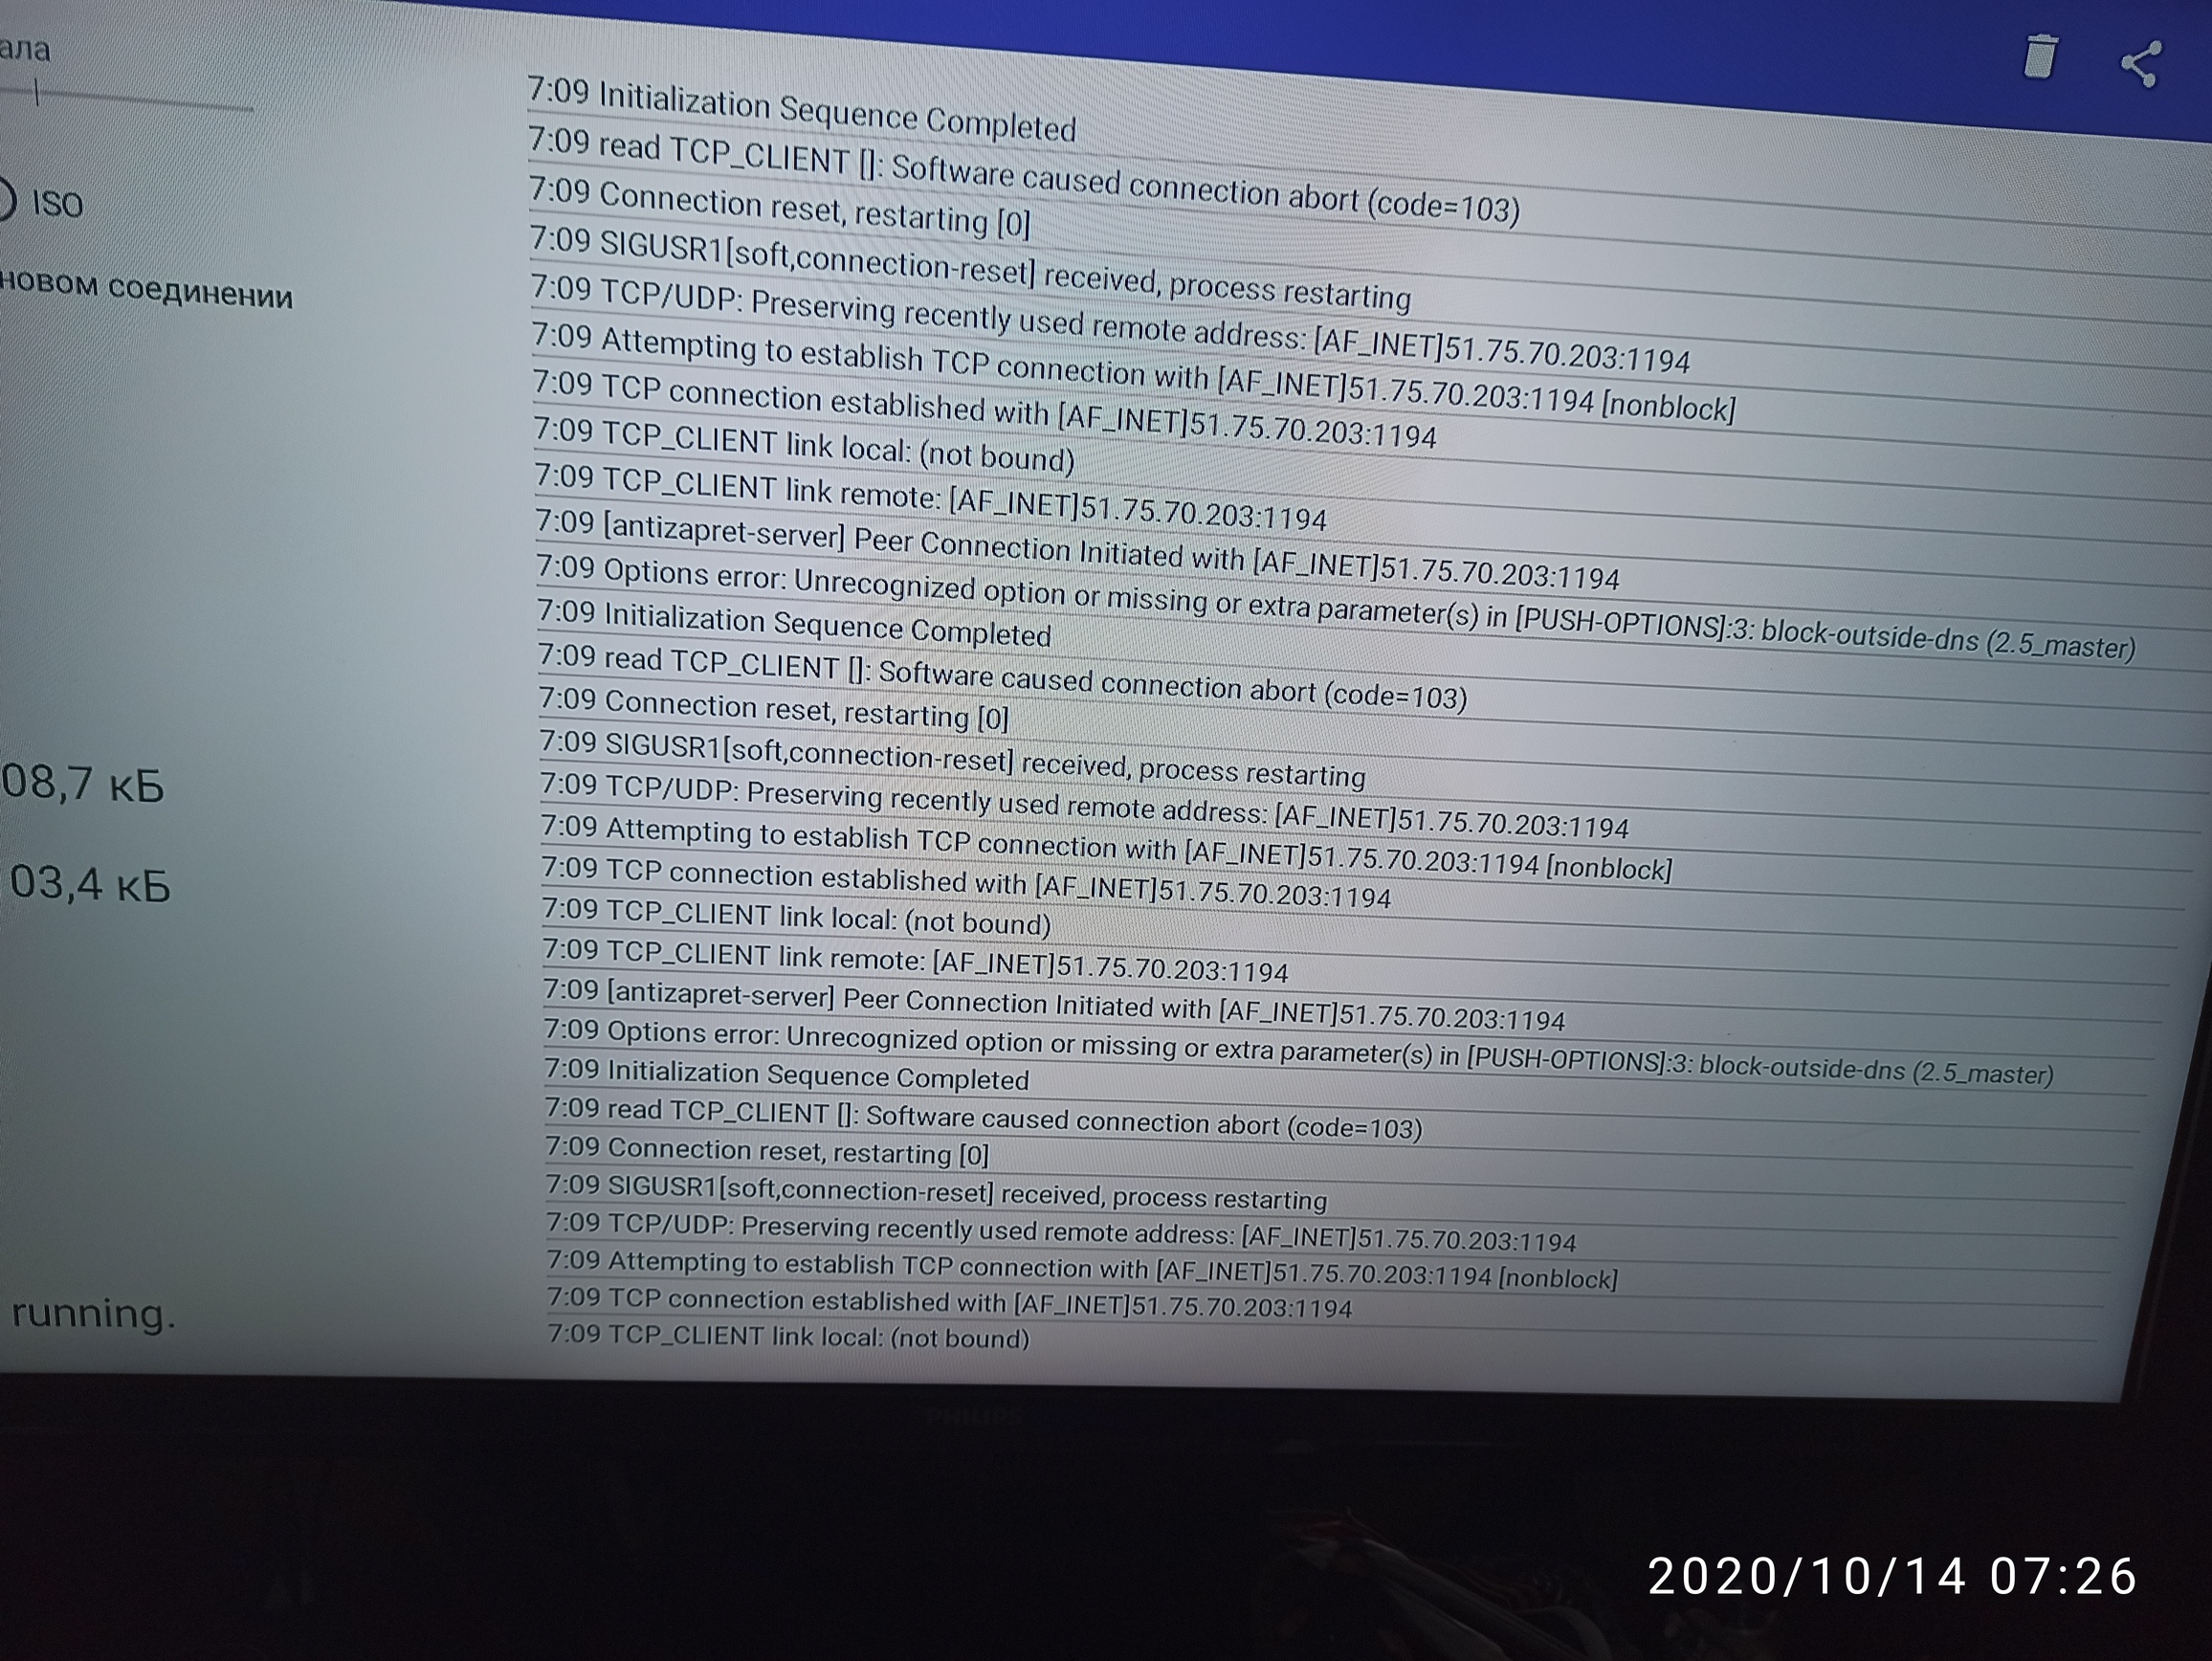 ала
ISO
новом соединении
08,7 кБ
03,4 кБ
running.
7:09 Initialization Sequence Completed
7:09 read TCP_CLIENT []: Software caused connection abort (code=103)
7:09 Connection reset, restarting [0]
7:09 SIGUSR1[soft,connection-reset] received, process restarting
7:09 TCP/UDP: Preserving recently used remote address: [AF_INET]51.75.70.203:1194
7:09 Attempting to establish TCP connection with [AF_INET]51.75.70.203:1194 [nonblock]
7:09 TCP connection established with [AF_INET]51.75.70.203:1194
7:09 TCP_CLIENT link local: (not bound)
7:09 TCP_CLIENT link remote: [AF_INET]51.75.70.203:1194
7:09 [antizapret-server] Peer Connection Initiated with [AF_INET]51.75.70.203:1194
7:09 Options error: Unrecognized option or missing or extra parameter(s) in [PUSH-OPTIONS]:3: block-outside-dns (2.5_master)
7:09 Initialization Sequence Completed
7:09 read TCP_CLIENT []: Software caused connection abort (code=103)
7:09 Connection reset, restarting [0]
7:09 SIGUSR1[soft,connection-reset] received, process restarting
7:09 TCP/UDP: Preserving recently used remote address: [AF_INET]51.75.70.203:1194
7:09 Attempting to establish TCP connection with [AF_INET]51.75.70.203:1194 [nonblock]
7:09 TCP connection established with [AF_INET]51.75.70.203:1194
7:09 TCP_CLIENT link local: (not bound)
7:09 TCP_CLIENT link remote: [AF_INET]51.75.70.203:1194
7:09 [antizapret-server] Peer Connection Initiated with [AF_INET]51.75.70.203:1194
7:09 Options error: Unrecognized option or missing or extra parameter(s) in [PUSH-OPTIONS]:3: block-outside-dns (2.5_master)
7:09 Initialization Sequence Completed
7:09 read TCP_CLIENT []: Software caused connection abort (code=103)
7:09 Connection reset, restarting [0]
7:09 SIGUSR1[soft,connection-reset] received, process restarting
7:09 TCP/UDP: Preserving recently used remote address: [AF_INET]51.75.70.203:1194
7:09 Attempting to establish TCP connection with [AF_INET]51.75.70.203:1194 [nonblock]
7:09 TCP connection established with [AF_INET]51.75.70.203:1194
7:09 TCP_CLIENT link local: (not bound)
PHILIPS
2020/10/14 07:26